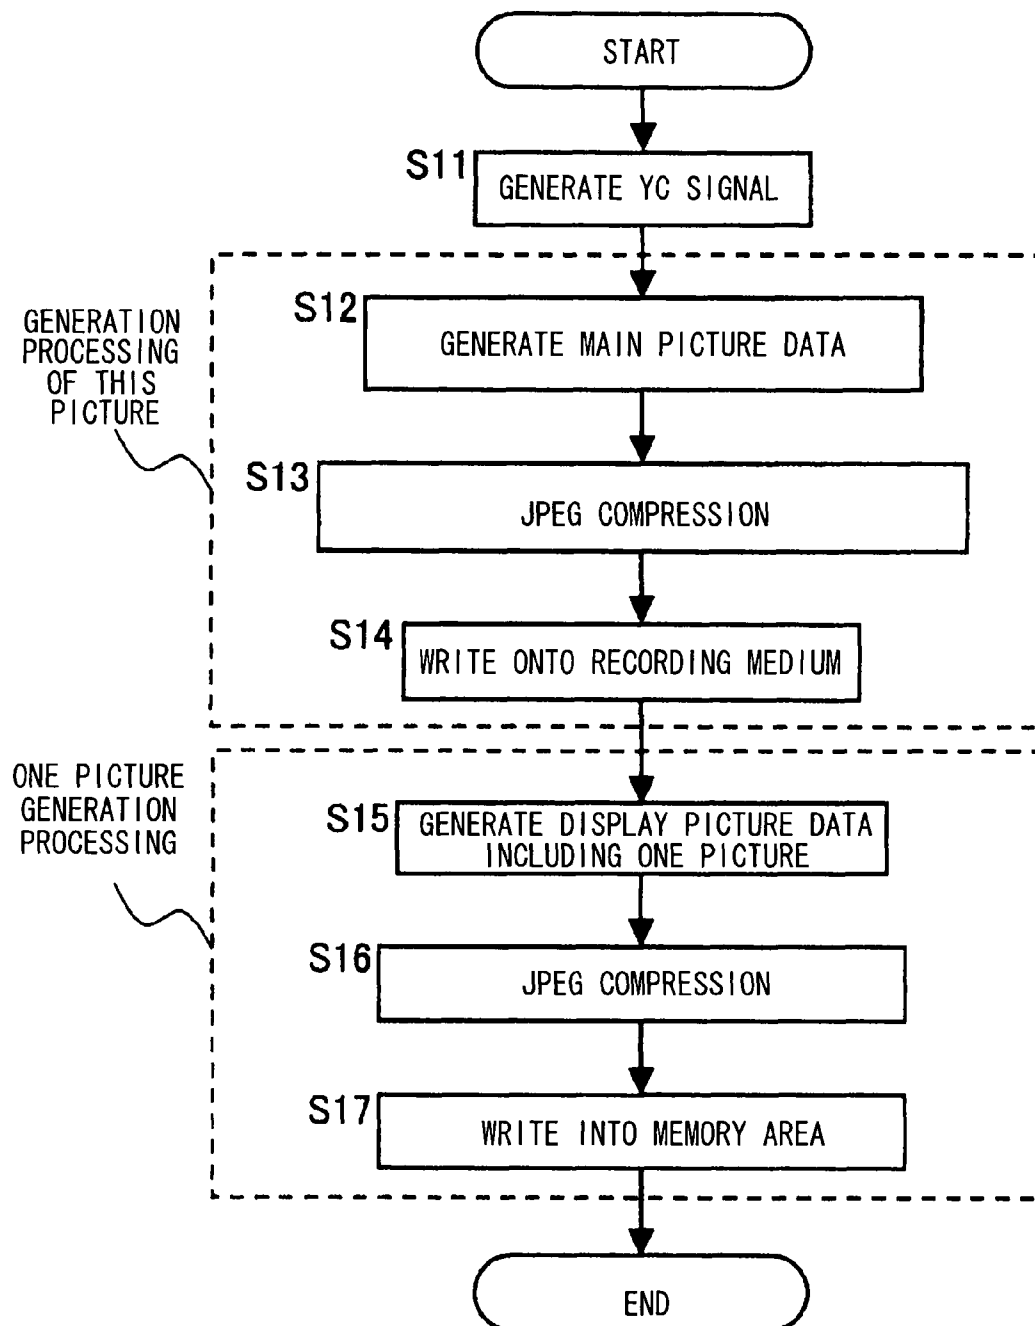 START
S11
GENERATE YC SIGNAL
GENERATION
PROCESSING
OF THIS
PICTURE
S12
GENERATE MAIN PICTURE DATA
S13
JPEG COMPRESSION
S14
WRITE ONTO RECORDING MEDIUM
ONE PICTURE
GENERATION
PROCESSING
S15
GENERATE DISPLAY PICTURE DATA
INCLUDING ONE PICTURE
S16
JPEG COMPRESSION
S17
WRITE INTO MEMORY AREA
END